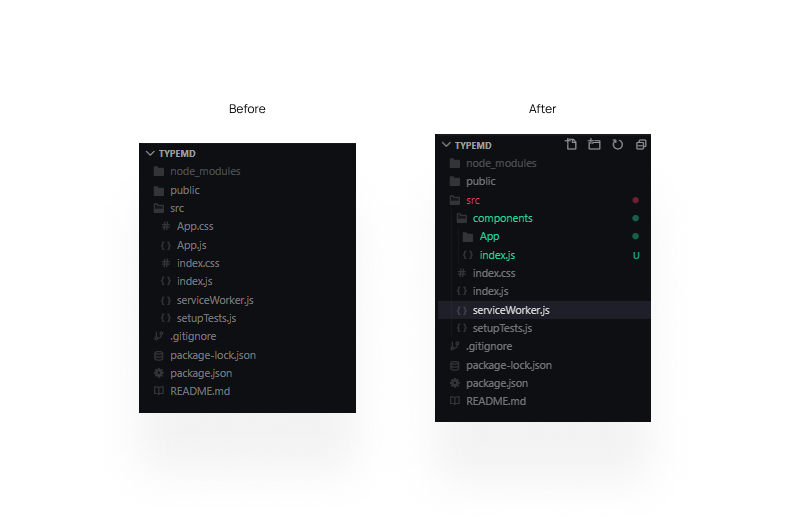 Before
TYPEMD
node_modules
public
src
App.css
App.js
index.css
index.js
serviceWorker.js
setupTests.js
.gitignore
package-lock.json
package.json
README.md
After
TYPEMD
node_modules
public
src
components
App
index.js U
index.css
index.js
serviceWorker.js
setupTests.js
.gitignore
package-lock.json
package.json
README.md